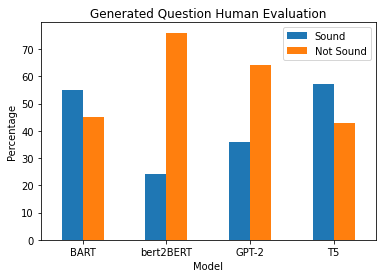 Generated Question Human Evaluation
Sound
Not Sound
Percentage
70
60
50
40
30
20
10
0
BART bert2BERT GPT-2 T5
Model